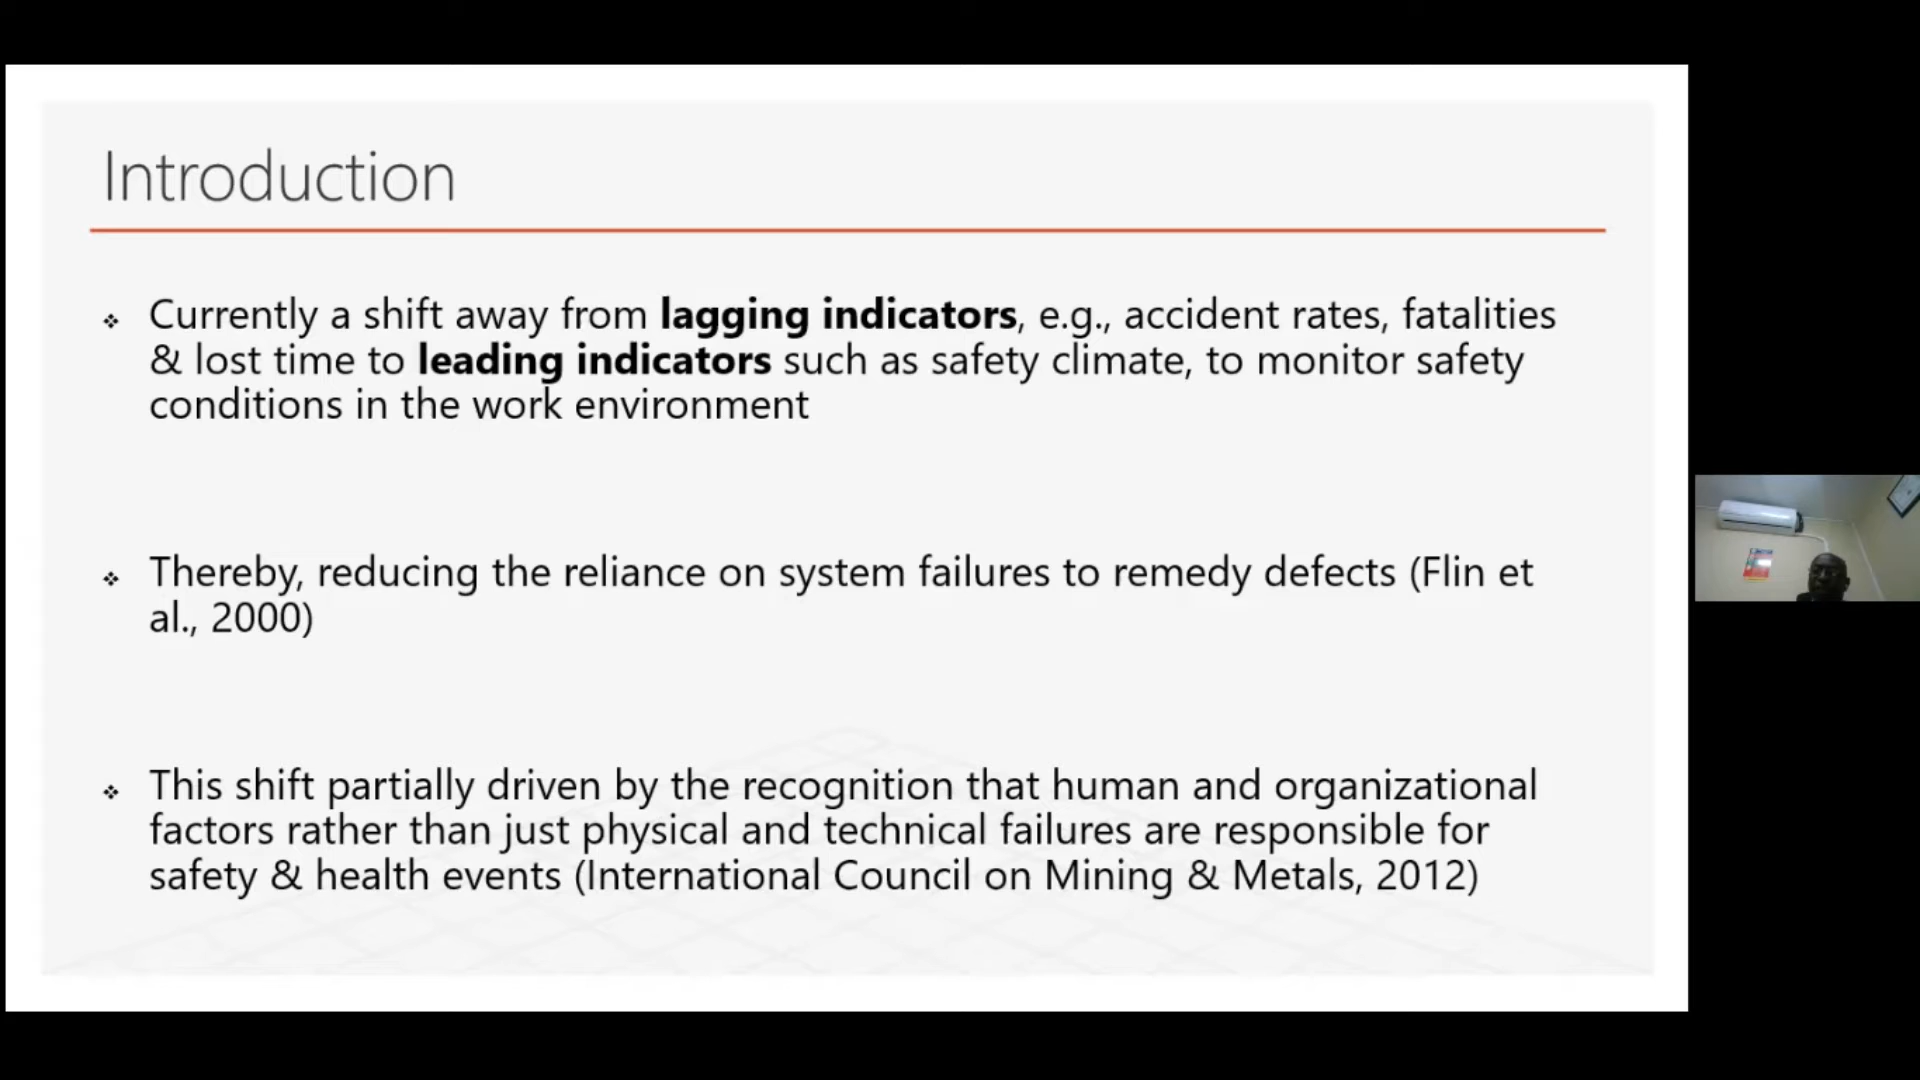 Introduction
❖ Currently a shift away from lagging indicators, e.g., accident rates, fatalities
& lost time to leading indicators such as safety climate, to monitor safety
conditions in the work environment
❖ Thereby, reducing the reliance on system failures to remedy defects (Flin et
al., 2000)
❖ This shift partially driven by the recognition that human and organizational
factors rather than just physical and technical failures are responsible for
safety & health events (International Council on Mining & Metals, 2012)